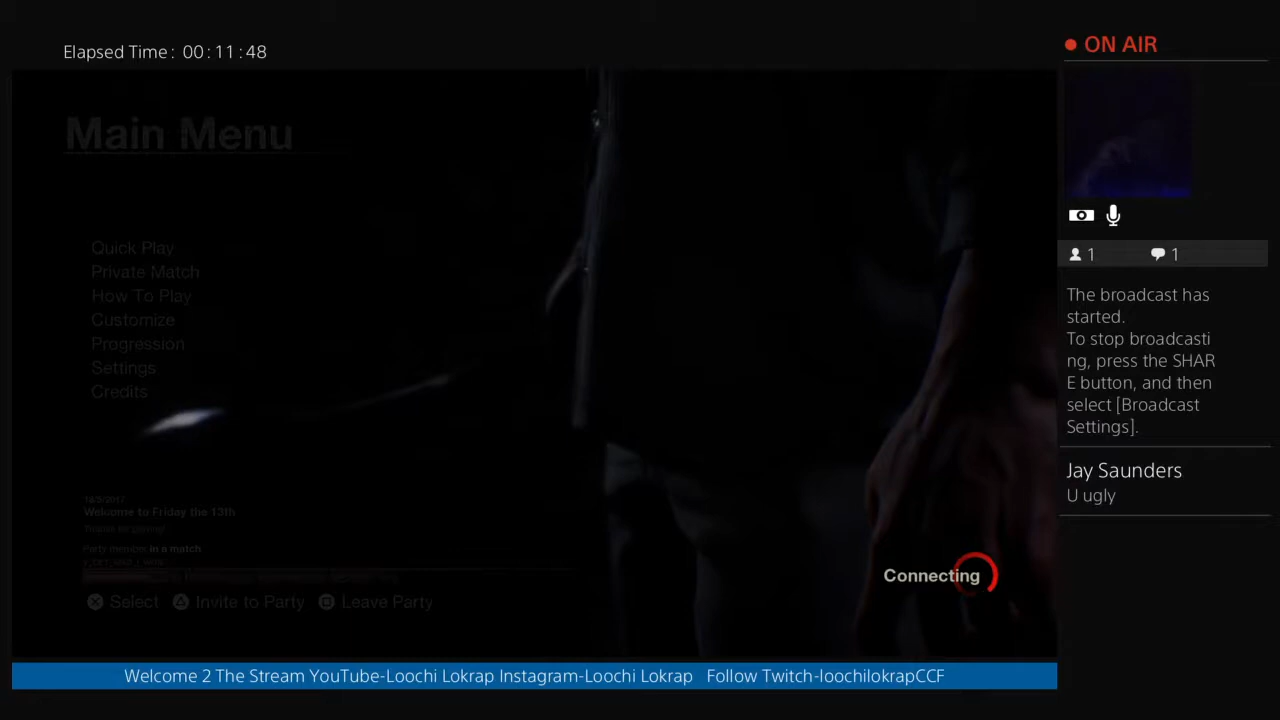 Elapsed Time: 00:11:48
ON AIR
Main Menu
Quick Play
Private Match
How To Play
Customize
Progression
Settings
Credits
1 1
The broadcast has
started.
To stop broadcasti
ng, press the SHAR
E button, and then
select [Broadcast
Settings].
Jay Saunders
U ugly
Welcome to Friday the 13th
Party member in a match
Connecting
Select Invite to Party Leave Party
Welcome 2 The Stream YouTube-Loochi Lokrap Instagram-Loochi Lokrap Follow Twitch-loochilokrapCCF